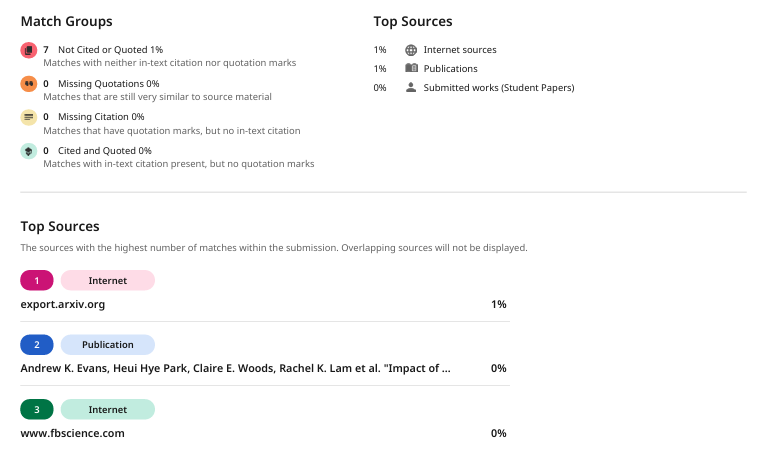 Match Groups
7 Not Cited or Quoted 1%
Matches with neither in-text citation nor quotation marks
0 Missing Quotations 0%
Matches that are still very similar to source material
0 Missing Citation 0%
Matches that have quotation marks, but no in-text citation
0 Cited and Quoted 0%
Matches with in-text citation present, but no quotation marks
Top Sources
1% Internet sources
1% Publications
0% Submitted works (Student Papers)
Top Sources
The sources with the highest number of matches within the submission. Overlapping sources will not be displayed.
1 Internet
export.arxiv.org 1%
2 Publication
Andrew K. Evans, Heui Hye Park, Claire E. Woods, Rachel K. Lam et al. "Impact of ... 0%
3 Internet
www.fbscience.com 0%